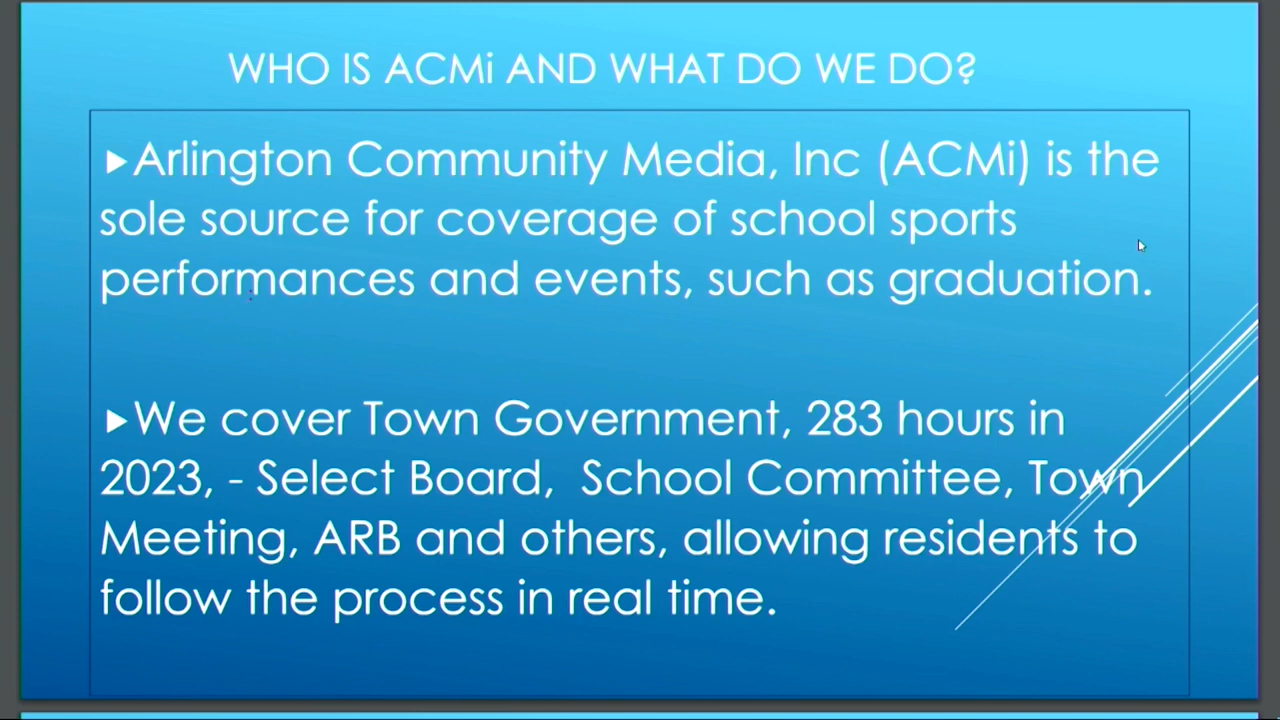 WHO IS ACMi AND WHAT DO WE DO?
▶Arlington Community Media, Inc (ACMi) is the
sole source for coverage of school sports
performances and events, such as graduation.
▶We cover Town Government, 283 hours in
2023, - Select Board,  School Committee, Town
Meeting, ARB and others, allowing residents to
follow the process in real time.